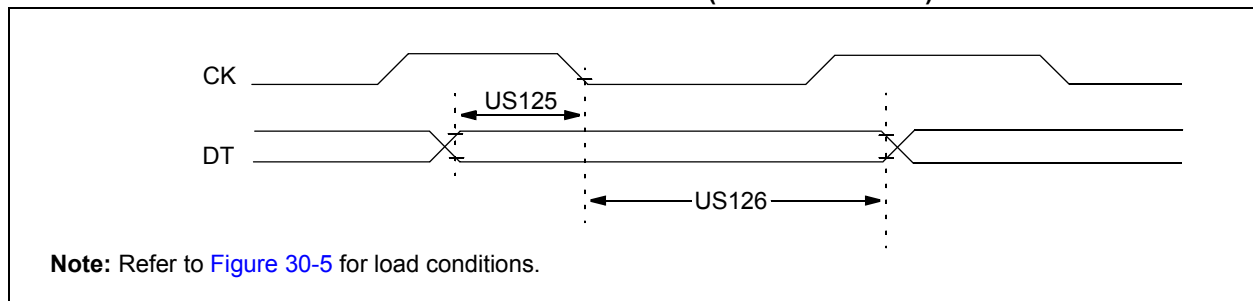 CK
US125
DT
US126
Note: Refer to Figure 30-5 for load conditions.